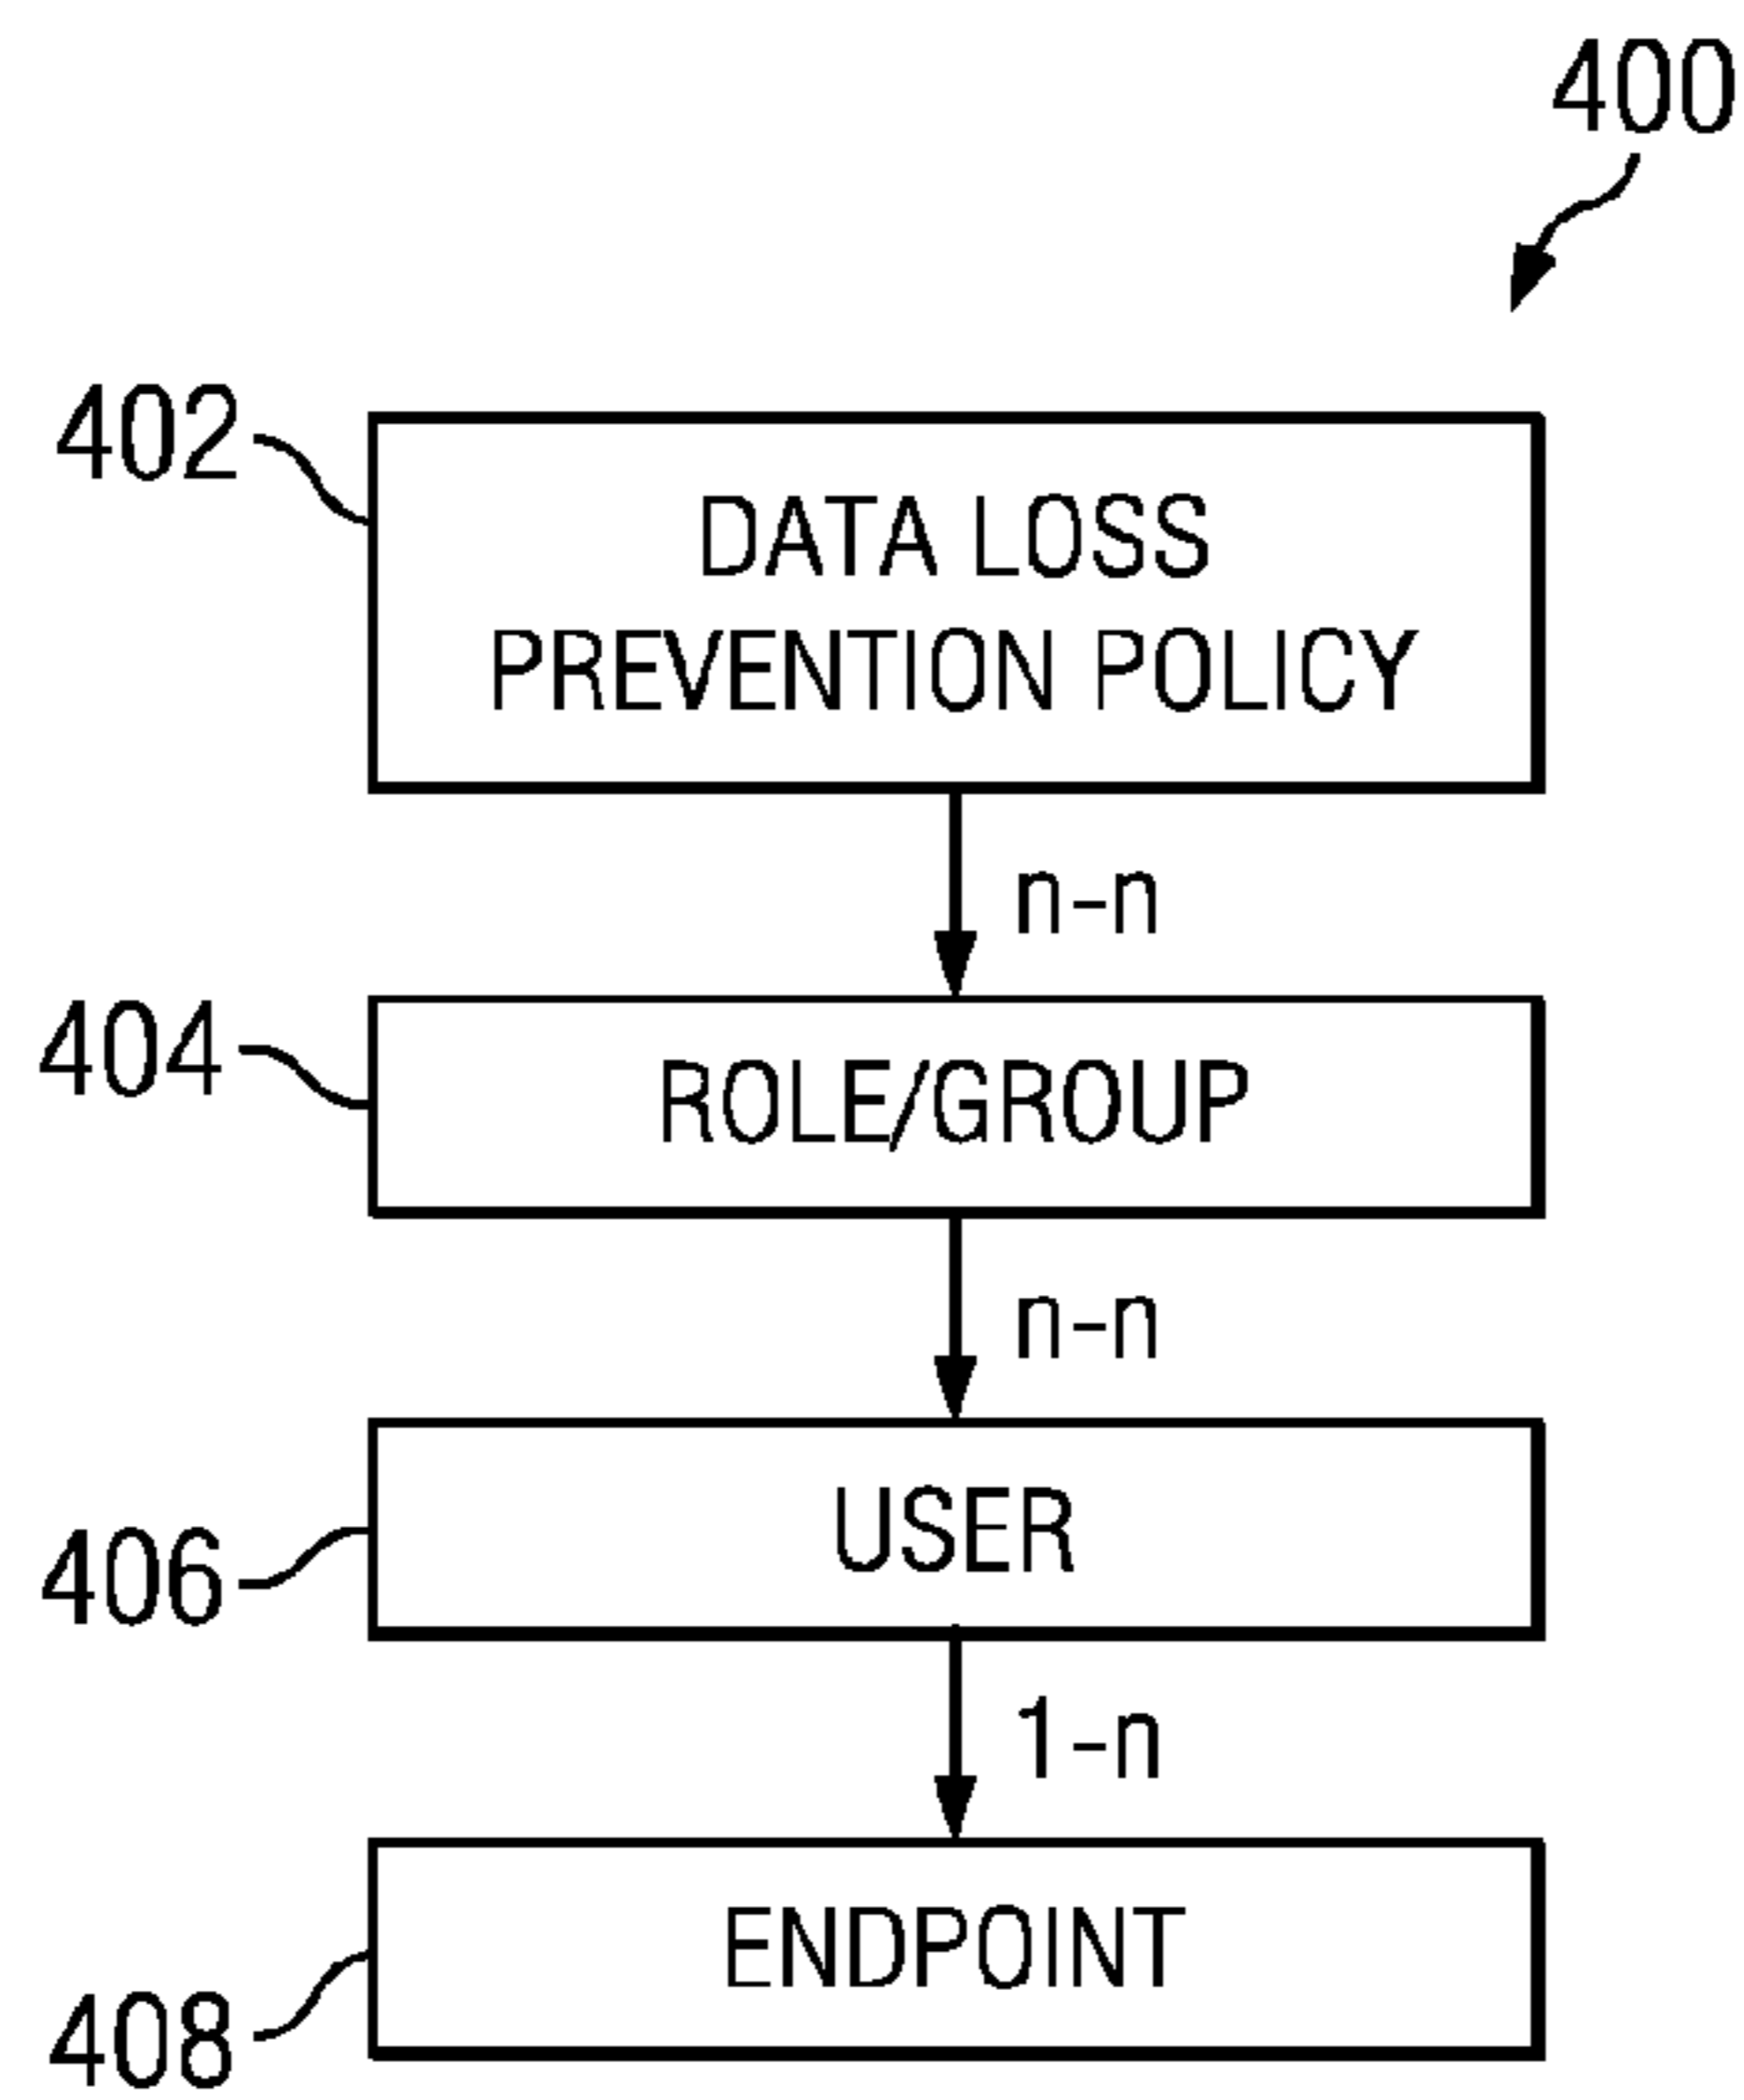 400
402
DATA LOSS
PREVENTION POLICY
n-n
404
ROLE/GROUP
n-n
406
USER
1-n
408
ENDPOINT